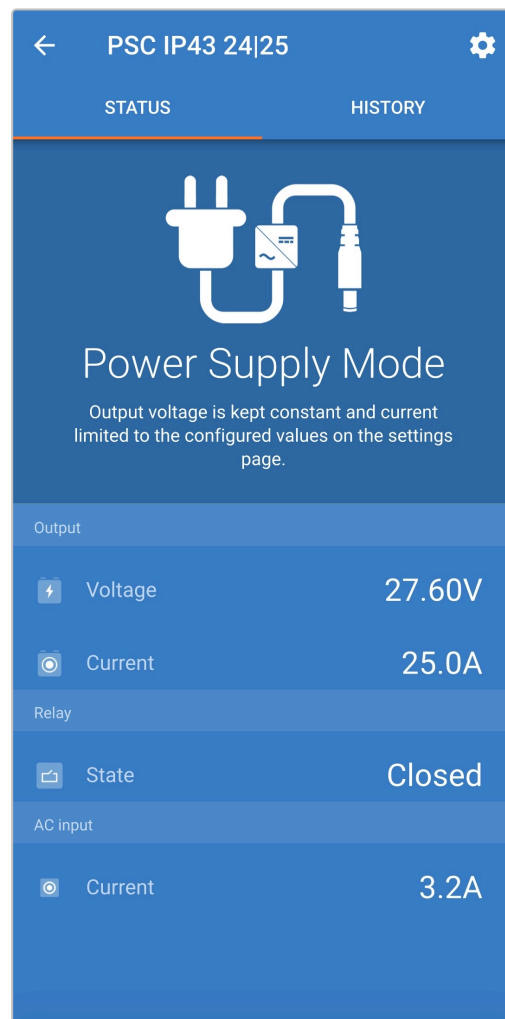 PSC IP43 24|25
STATUS HISTORY
Power Supply Mode
Output voltage is kept constant and current
limited to the configured values on the settings
page.
Output
Voltage 27.60V
Current 25.0A
Relay
State Closed
AC input
Current 3.2A